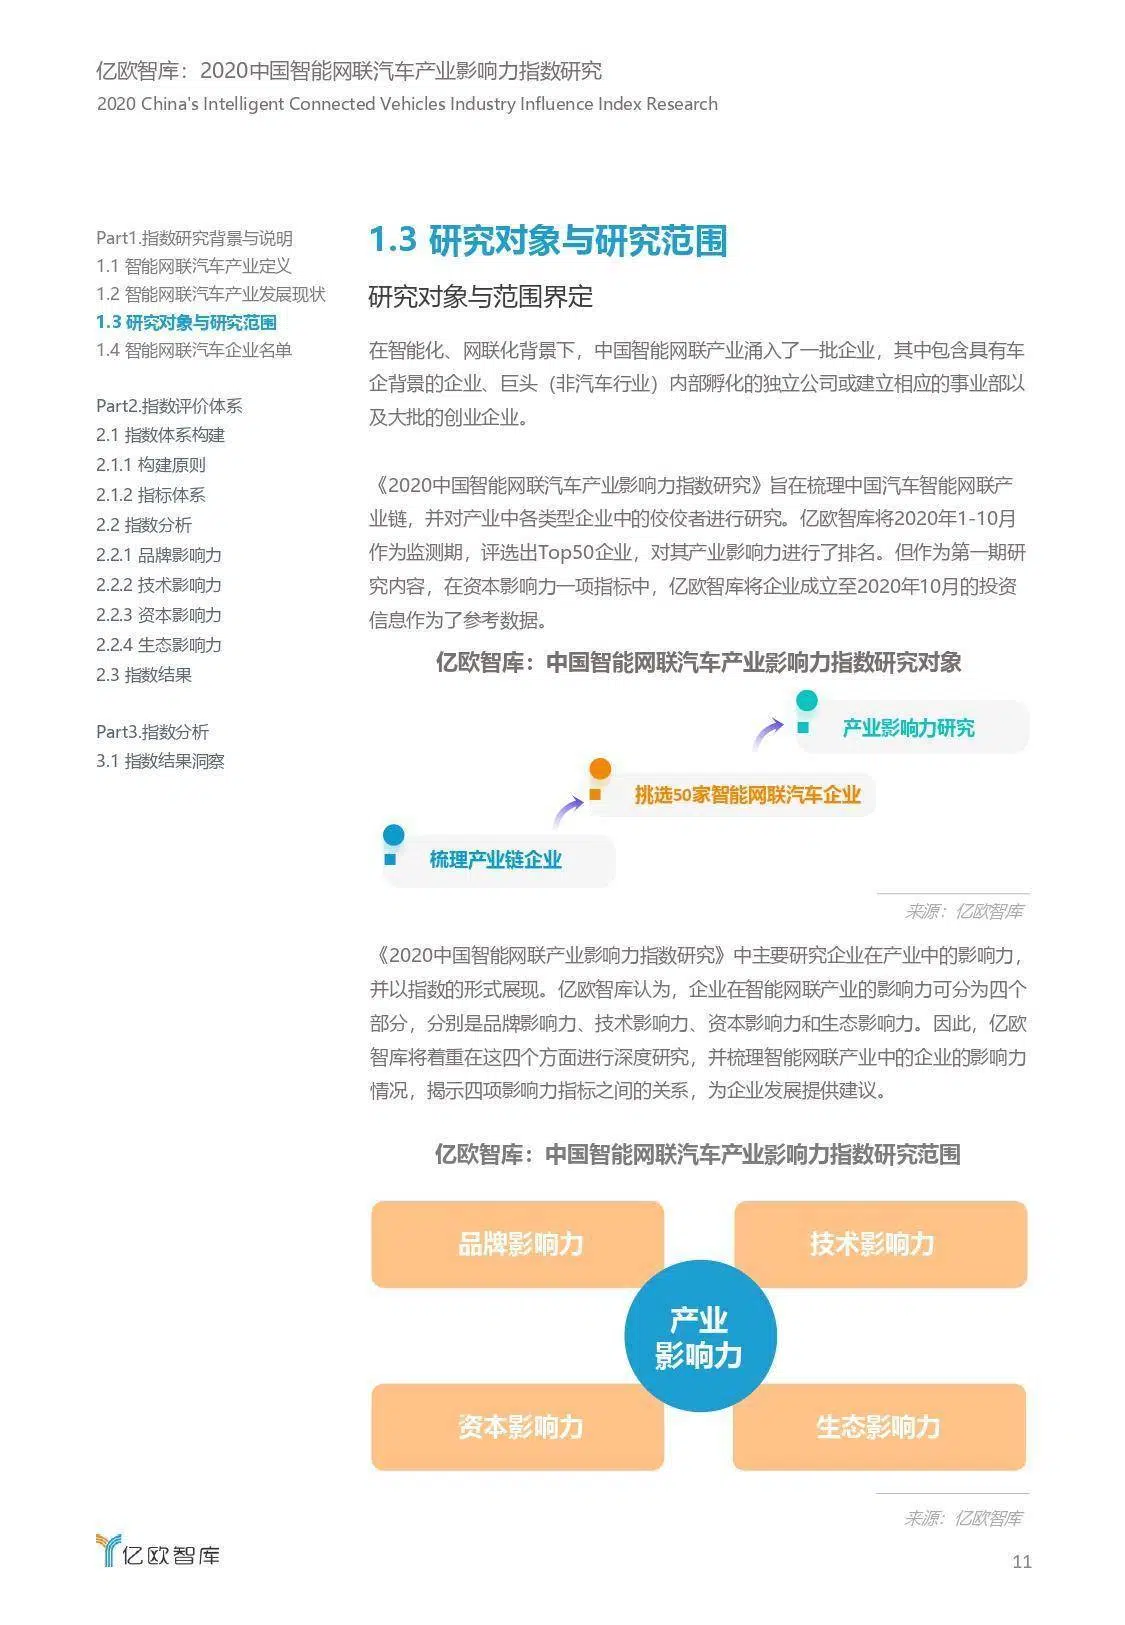 亿欧智库：2020中国智能网联汽车产业影响力指数研究
2020 China's Intelligent Connected Vehicles Industry Influence Index Research
Part1.指数研究背景与说明
1.1 智能网联汽车产业定义
1.2 智能网联汽车产业发展现状
1.3 研究对象与研究范围
1.4 智能网联汽车企业名单
Part2.指数评价体系
2.1 指数体系构建
2.1.1 构建原则
2.1.2 指标体系
2.2 指数分析
2.2.1 品牌影响力
2.2.2 技术影响力
2.2.3 资本影响力
2.2.4 生态影响力
2.3 指数结果
Part3.指数分析
3.1 指数结果洞察
1.3 研究对象与研究范围
研究对象与范围界定
在智能化、网联化背景下，中国智能网联产业涌入了一批企业，其中包含具有车
企背景的企业、巨头（非汽车行业）内部孵化的独立公司或建立相应的事业部以
及大批的创业企业。
《2020中国智能网联汽车产业影响力指数研究》旨在梳理中国汽车智能网联产
业链，并对产业中各类型企业中的佼佼者进行研究。亿欧智库将2020年1-10月
作为监测期，评选出Top50企业，对其产业影响力进行了排名。但作为第一期研
究内容，在资本影响力一项指标中，亿欧智库将企业成立至2020年10月的投资
信息作为了参考数据。
亿欧智库：中国智能网联汽车产业影响力指数研究对象
产业影响力研究
挑选50家智能网联汽车企业
梳理产业链企业
来源：亿欧智库
《2020中国智能网联产业影响力指数研究》中主要研究企业在产业中的影响力，
并以指数的形式展现。亿欧智库认为，企业在智能网联产业的影响力可分为四个
部分，分别是品牌影响力、技术影响力、资本影响力和生态影响力。因此，亿欧
智库将着重在这四个方面进行深度研究，并梳理智能网联产业中的企业的影响力
情况，揭示四项影响力指标之间的关系，为企业发展提供建议。
亿欧智库：中国智能网联汽车产业影响力指数研究范围
品牌影响力
技术影响力
产业
影响力
资本影响力
生态影响力
来源：亿欧智库
亿欧智库
11